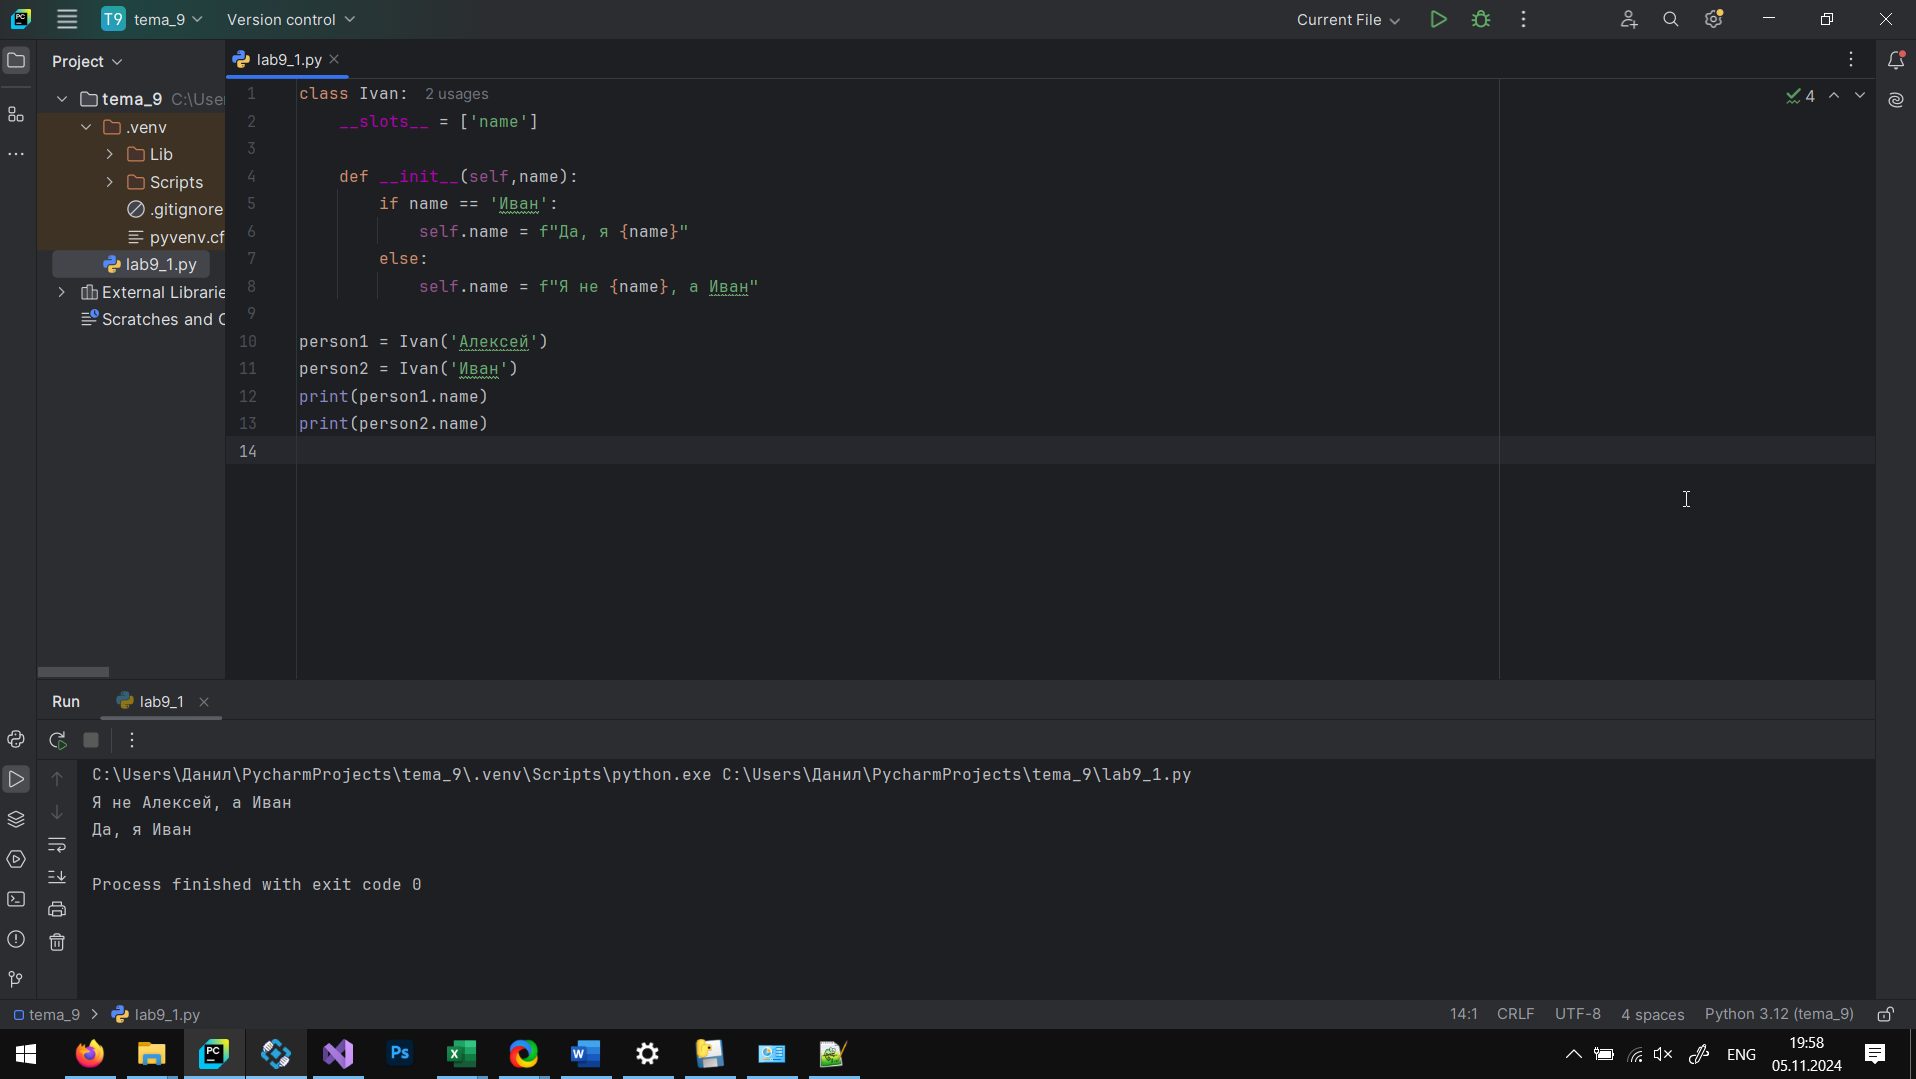 T9 tema_9 Version control Current File
Project
lab9_1.py
tema_9 C:\User
.venv
Lib
Scripts
.gitignore
pyvenv.cf
lab9_1.py
External Librarie
Scratches and C
4
1 class Ivan: 2 usages
2 __slots__ = ['name']
3
4 def __init__(self,name):
5 if name == 'Иван':
6 self.name = f"Да, я {name}"
7 else:
8 self.name = f"Я не {name}, а Иван"
9
10 person1 = Ivan('Алексей')
11 person2 = Ivan('Иван')
12 print(person1.name)
13 print(person2.name)
14
Run lab9_1
C:\Users\Данил\PycharmProjects\tema_9\.venv\Scripts\python.exe C:\Users\Данил\PycharmProjects\tema_9\lab9_1.py
Я не Алексей, а Иван
Да, я Иван
Process finished with exit code 0
tema_9 lab9_1.py 14:1 CRLF UTF-8 4 spaces Python 3.12 (tema_9)
ENG
19:58
05.11.2024